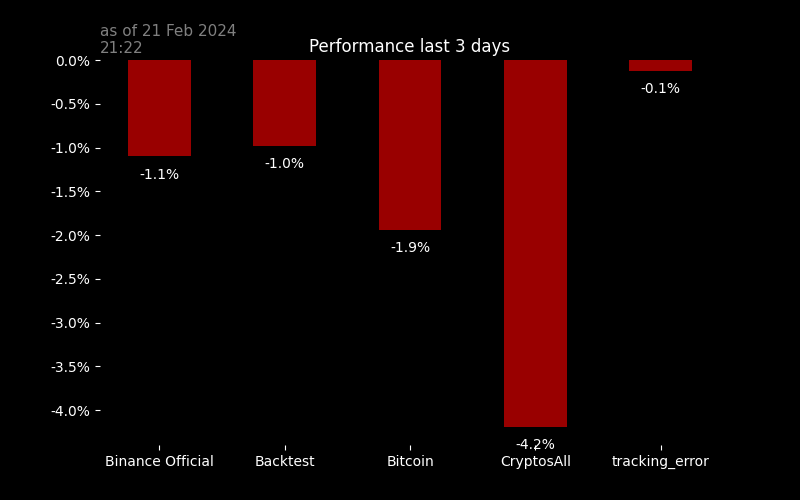 as of 21 Feb 2024
21:22
Performance last 3 days
0.0%
-0.5%
-1.0%
-1.5%
-2.0%
-2.5%
-3.0%
-3.5%
-4.0%
-1.1%
-1.0%
-1.9%
-4.2%
-0.1%
Binance Official
Backtest
Bitcoin
CryptosAll
tracking_error